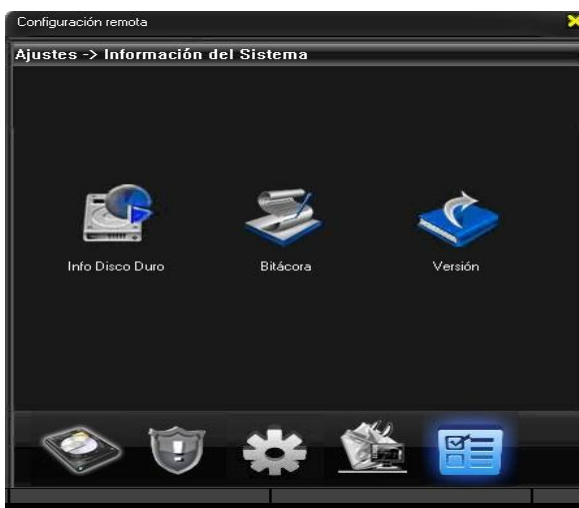 Configuración remota
Ajustes -> Información del Sistema
Info Disco Duro
Bitácora
Versión